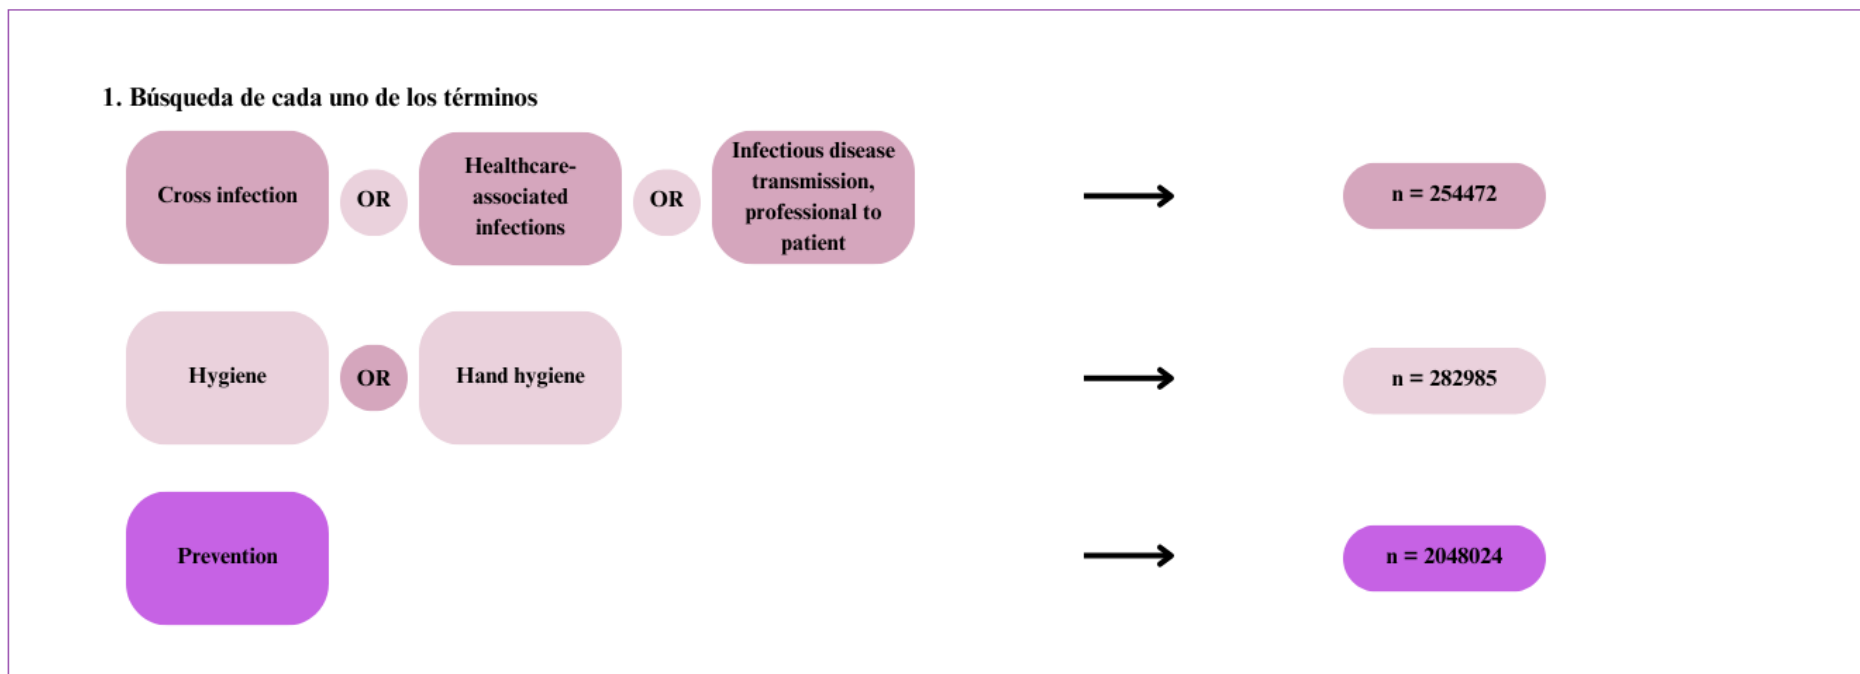 1. Búsqueda de cada uno de los términos
Cross infection
OR
Healthcare-
associated
infections
OR
Infectious disease
transmission,
professional to
patient
n = 254472
Hygiene
OR
Hand hygiene
n = 282985
Prevention
n = 2048024